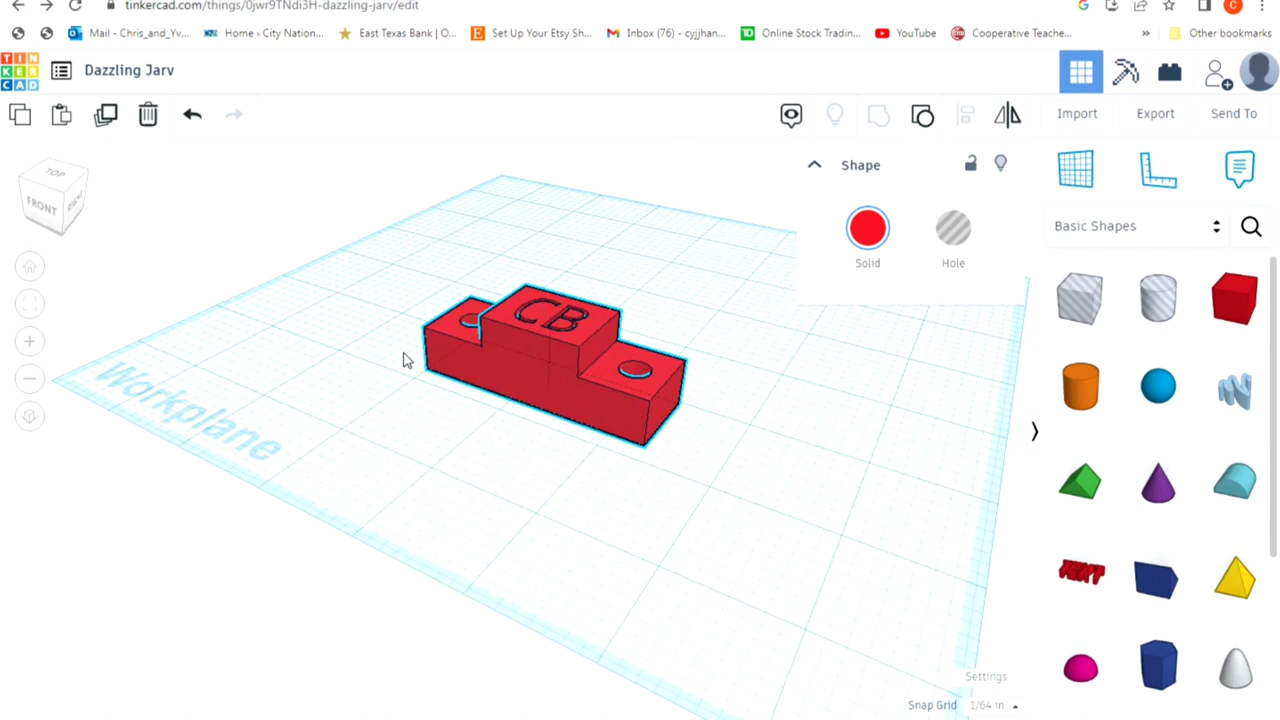 tinkercad.com/things/0jwr9TNdi3H-dazzling-jarv/edit
Mail - Chris_and_Yv... Home › City Nation... East Texas Bank | O... Set Up Your Etsy Sh... Inbox (76) - cyjjhan... Online Stock Tradin... YouTube Cooperative Teache... » Other bookmarks
C
TIN
KER
CAD
Dazzling Jarv
Import Export Send To
Shape
TOP
FRONT
RIGHT
Solid Hole
Basic Shapes
CB
Workplane
TEXT
Settings
Snap Grid 1/64 in